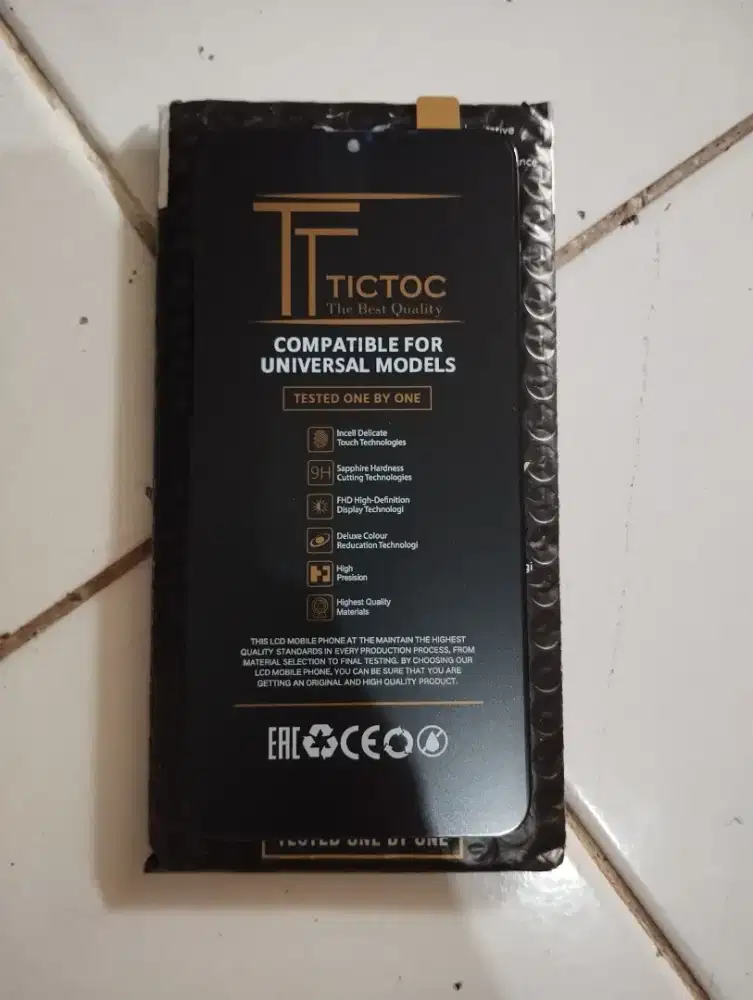 TT
TICTOC
The Best Quality
COMPATIBLE FOR
UNIVERSAL MODELS
TESTED ONE BY ONE
Incell Delicate
Touch Technologies
9H
Sapphire Hardness
Cutting Technologies
FHD High-Definition
Display Technologi
Deluxe Colour
Reducation Technologi
High
Presision
Highest Quality
Materials
THIS LCD MOBILE PHONE AT THE MAINTAIN THE HIGHEST
QUALITY STANDARDS IN EVERY PRODUCTION PROCESS, FROM
MATERIAL SELECTION TO FINAL TESTING. BY CHOOSING OUR
LCD MOBILE PHONE, YOU CAN BE SURE THAT YOU ARE
GETTING AN ORIGINAL AND HIGH QUALITY PRODUCT.
EAC CE
TESTED ONE BY ONE